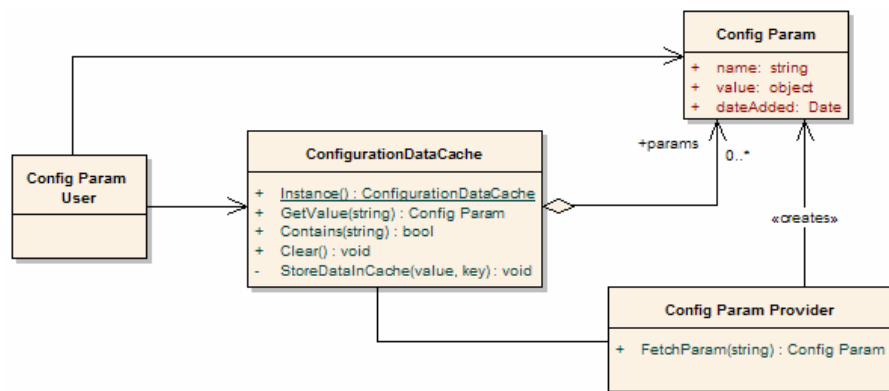 Config Param
+ name: string
+ value: object
+ dateAdded: Date
+params
0..*
ConfigurationDataCache
+ Instance() : ConfigurationDataCache
+ GetValue(string) : Config Param
+ Contains(string) : bool
+ Clear() : void
- StoreDataInCache(value, key) : void
Config Param
User
«creates»
Config Param Provider
+ FetchParam(string) : Config Param